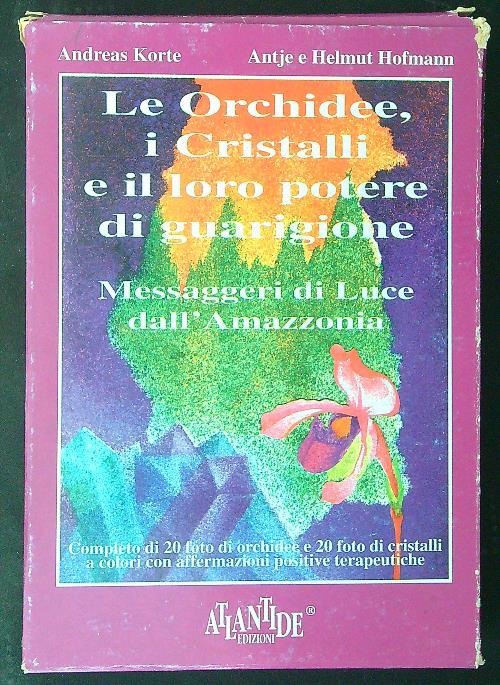 Andreas Korte
Antje e Helmut Hofmann
Le Orchidee,
i Cristalli
e il loro potere
di guarigione
Messaggeri di Luce
dall'Amazzonia
Completo di 20 foto di orchidee e 20 foto di cristalli
a colori con affermazioni positive terapeutiche
ATLANTIDE®
EDIZIONI